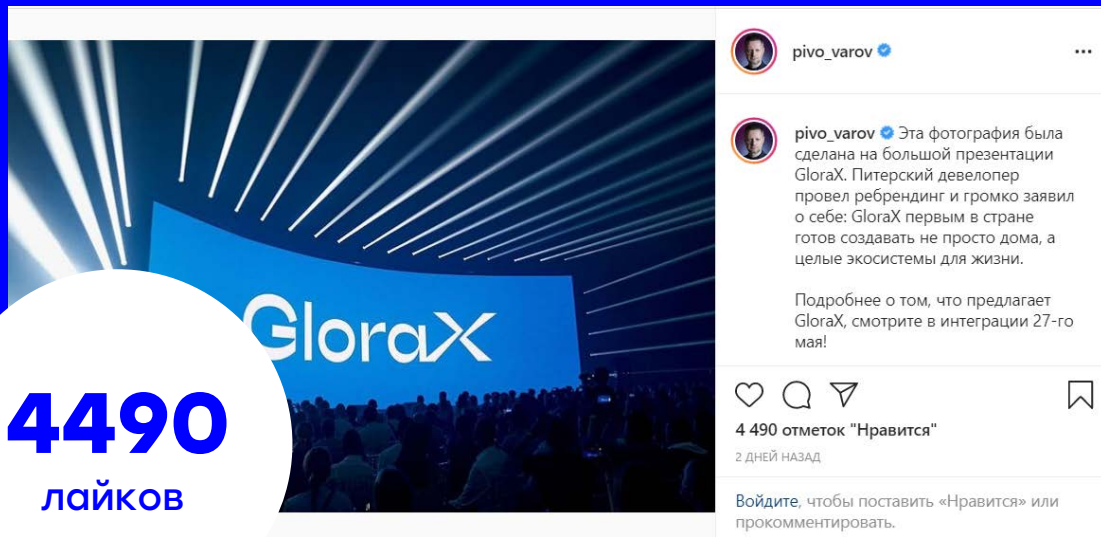 GloraX
4490
лайков
pivo_varov
pivo_varov Эта фотография была
сделана на большой презентации
GloraX. Питерский девелопер
провел ребрендинг и громко заявил
о себе: GloraX первым в стране
готов создавать не просто дома, а
целые экосистемы для жизни.
Подробнее о том, что предлагает
GloraX, смотрите в интеграции 27-го
мая!
4 490 отметок "Нравится"
2 ДНЕЙ НАЗАД
Войдите, чтобы поставить «Нравится» или
прокомментировать.